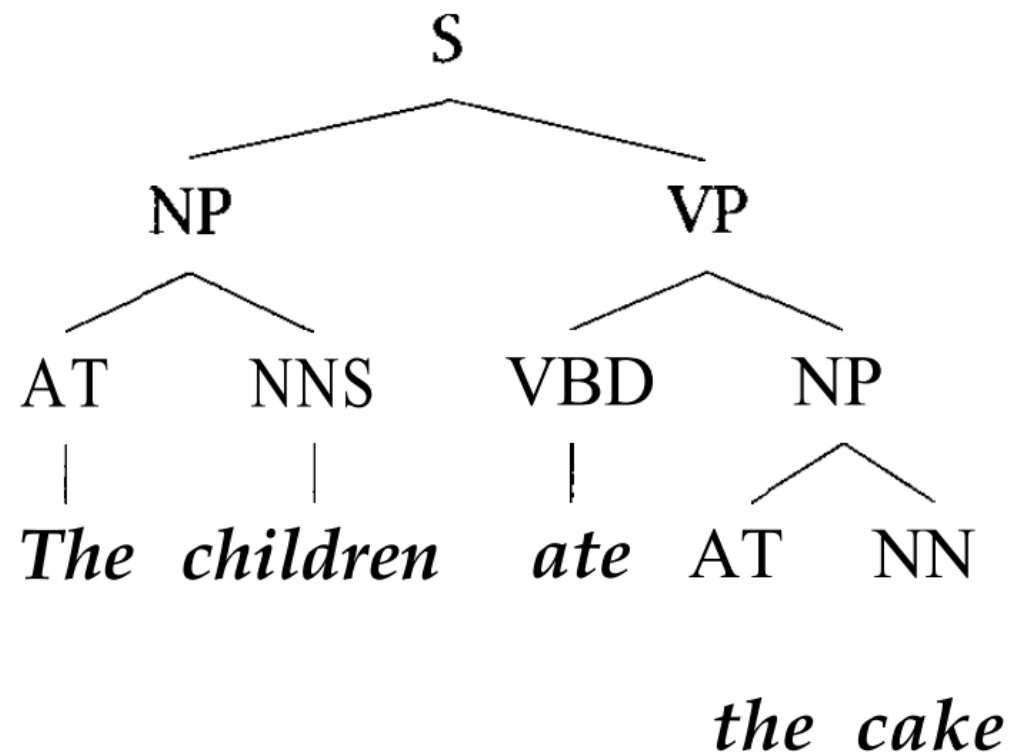 S
NP VP
AT NNS VBD NP
The children ate AT NN
the cake